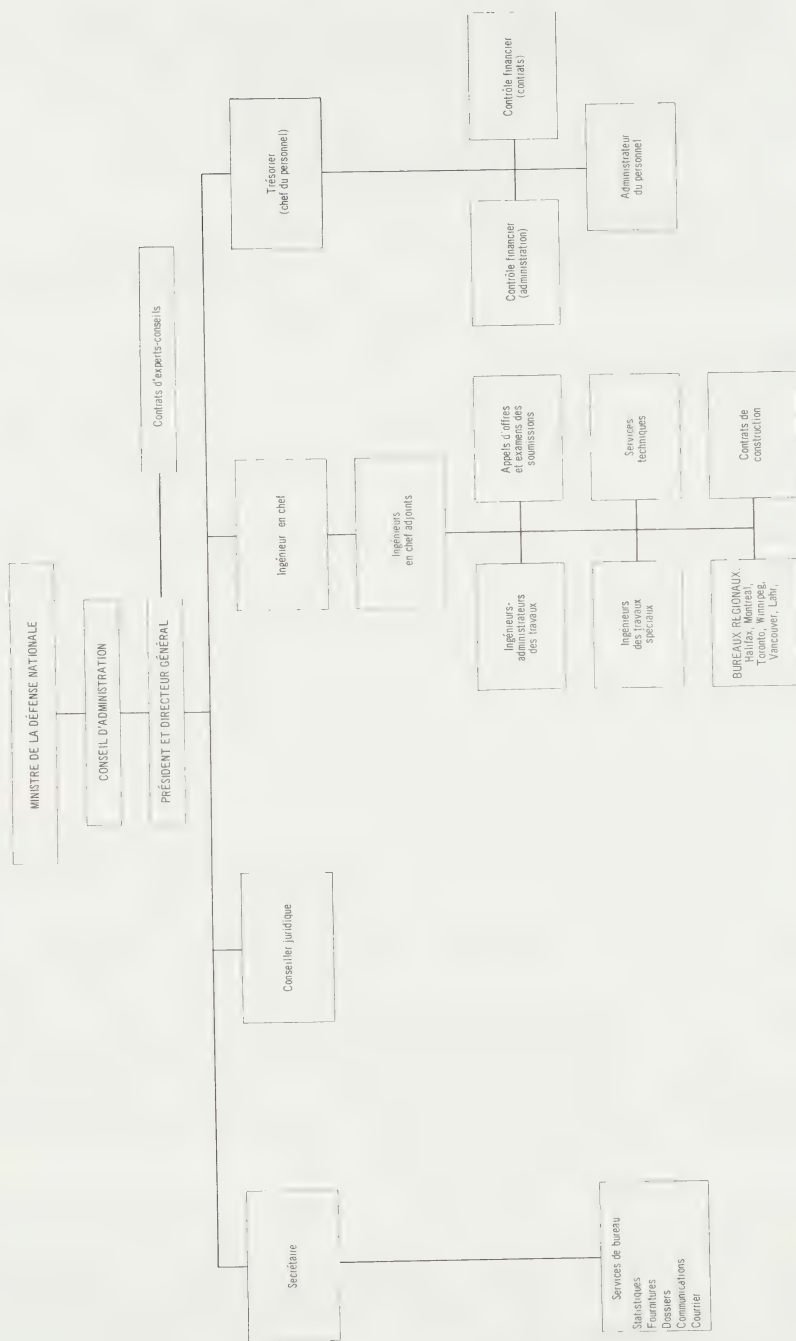 MINISTRE DE LA DÉFENSE NATIONALE
CONSEIL D'ADMINISTRATION
PRÉSIDENT ET DIRECTEUR GÉNÉRAL
Contrats d'experts-conseils
Secrétaire
Conseiller juridique
Ingénieur en chef
Trésorier
(chef du personnel)
Ingénieurs
en chef adjoints
Services de bureau
Statistiques
Fournitures
Dossiers
Communications
Courrier
Ingénieurs-
administrateurs
des travaux
Appels d'offres
et examens des
soumissions
Ingénieurs
des travaux
spéciaux
Services
techniques
BUREAUX REGIONAUX.
Halifax, Montreal,
Toronto, Winnipeg,
Vancouver, Lahr,
Contrats de
construction
Contrôle financier
(administration)
Contrôle financier
(contrats)
Administrateur
du personnel